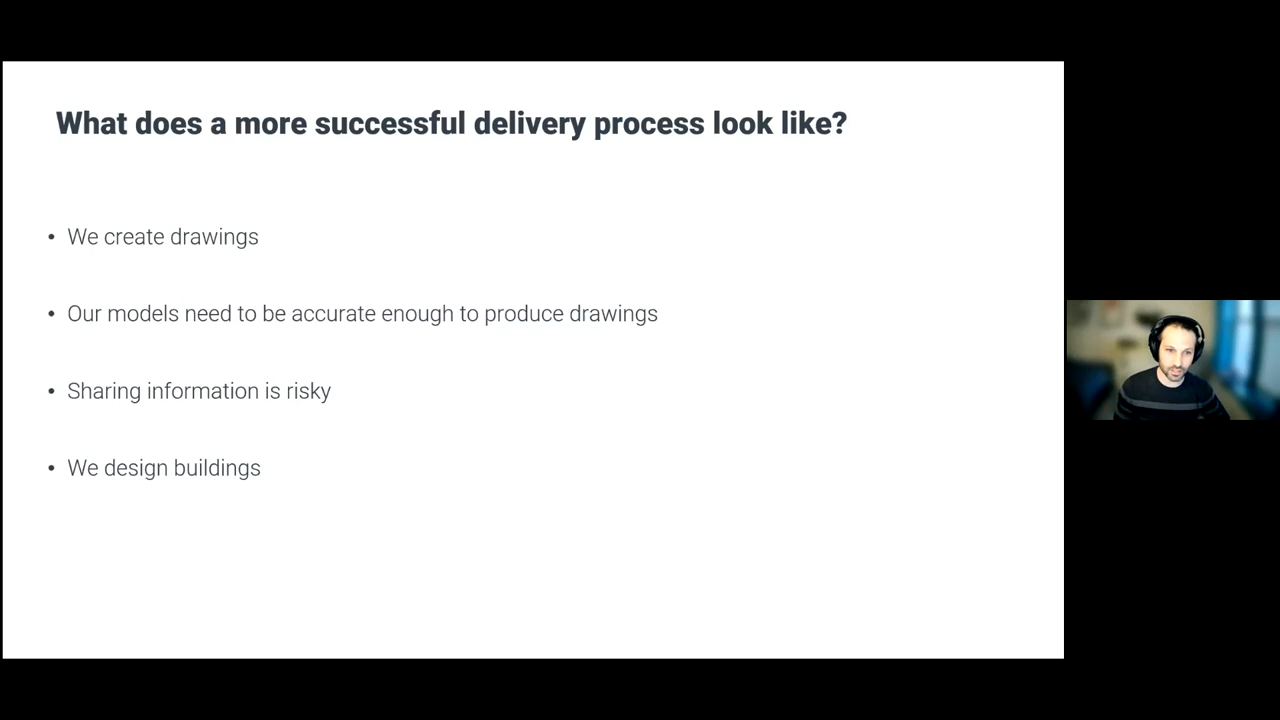 What does a more successful delivery process look like?
• We create drawings
• Our models need to be accurate enough to produce drawings
• Sharing information is risky
• We design buildings